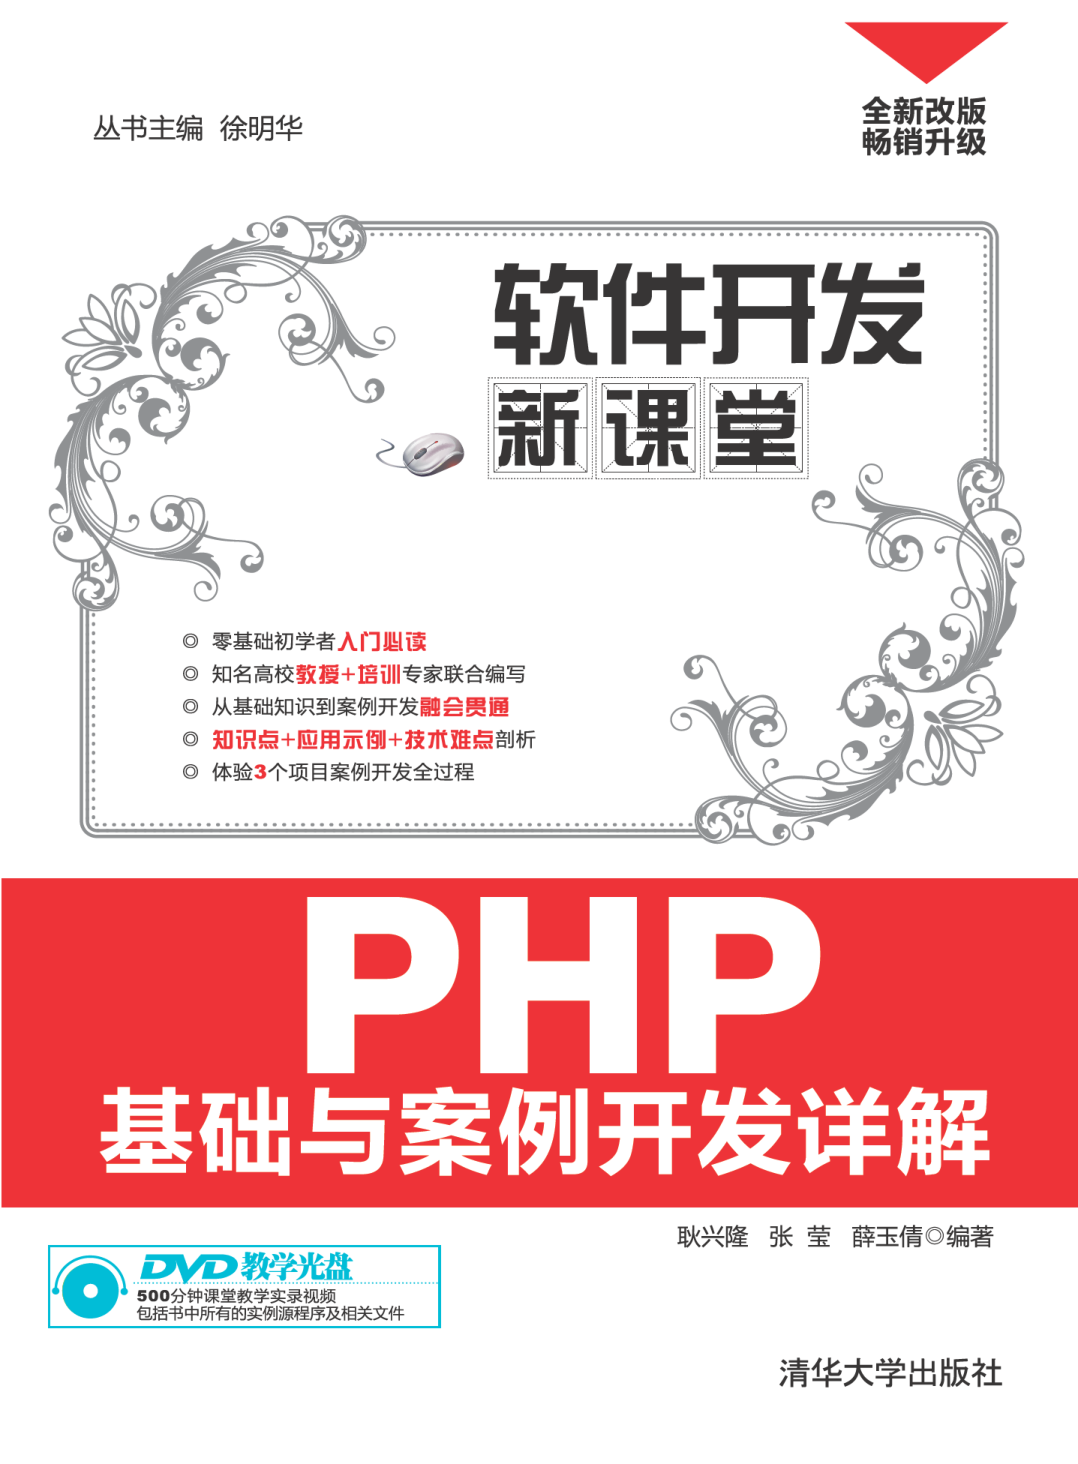 丛书主编 徐明华
全新改版
畅销升级
软件开发
新课堂
◎ 零基础初学者入门必读
◎ 知名高校教授+培训专家联合编写
◎ 从基础知识到案例开发融会贯通
◎ 知识点+应用示例+技术难点剖析
◎ 体验3个项目案例开发全过程
PHP
基础与案例开发详解
耿兴隆 张 莹 薛玉倩◎编著
DVD教学光盘
500分钟课堂教学实录视频
包括书中所有的实例源程序及相关文件
清华大学出版社